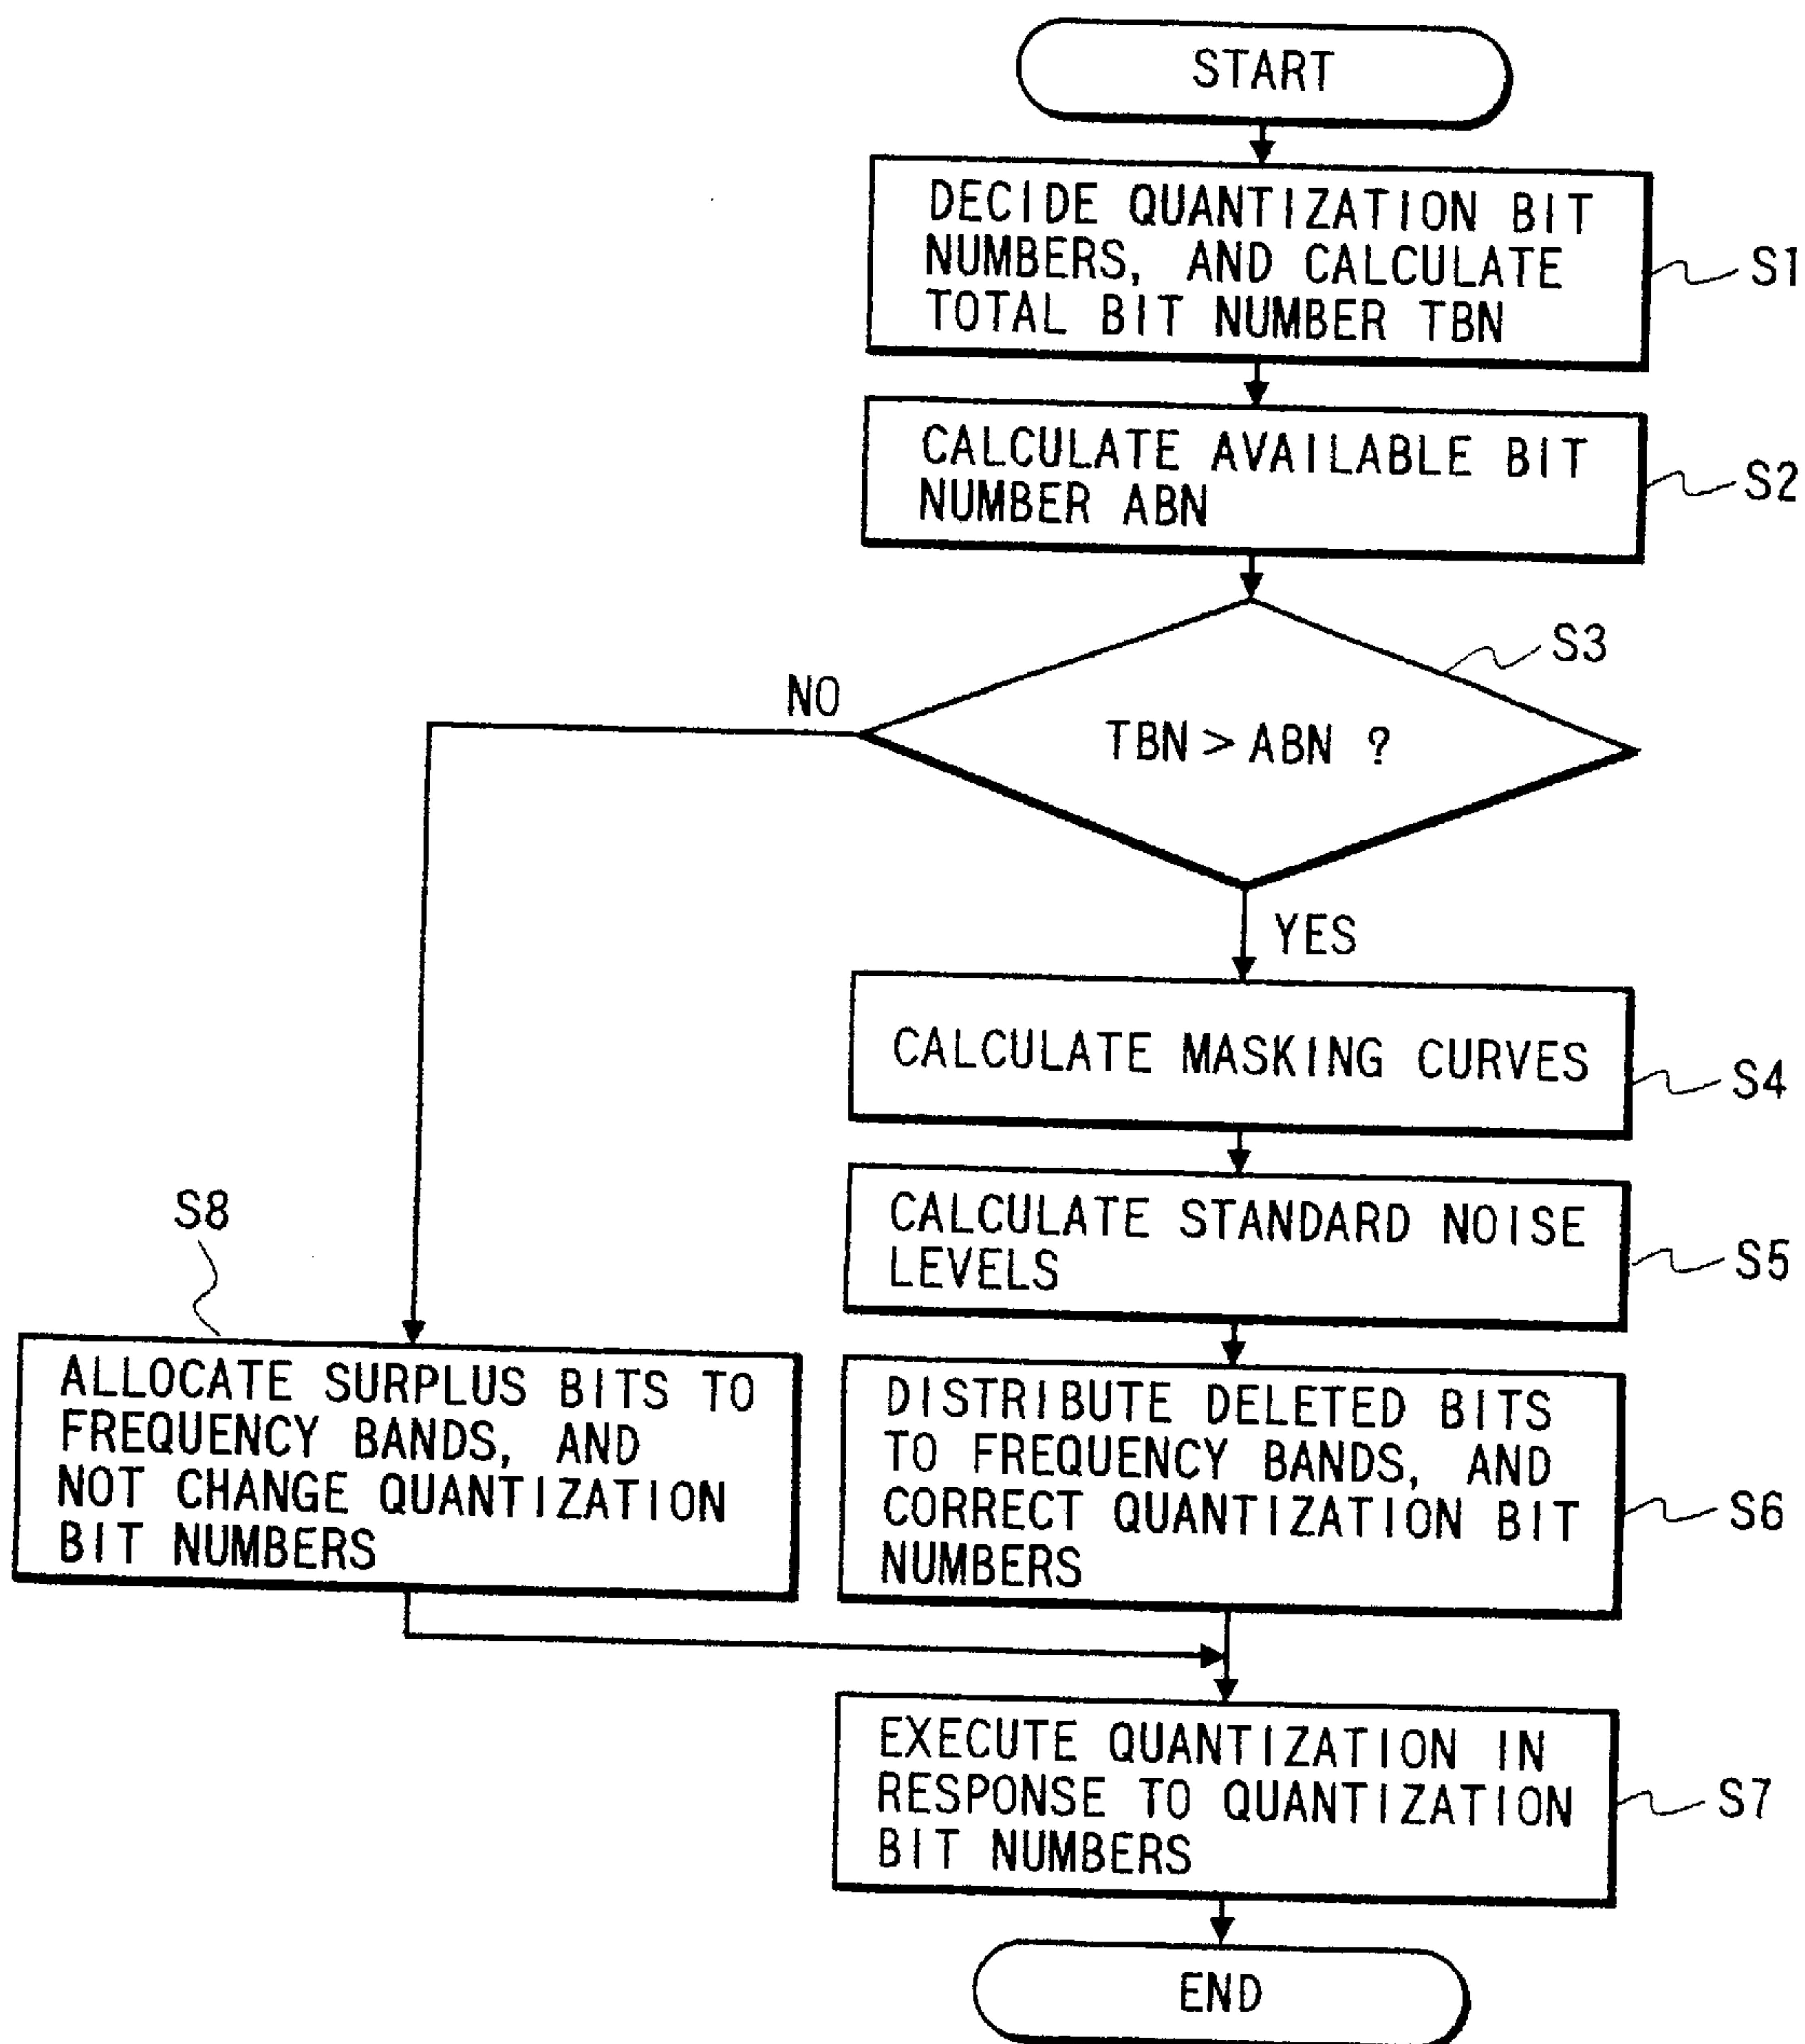 START
DECIDE QUANTIZATION BIT
NUMBERS, AND CALCULATE
TOTAL BIT NUMBER TBN
S1
CALCULATE AVAILABLE BIT
NUMBER ABN
S2
S3
TBN > ABN ?
NO
YES
CALCULATE MASKING CURVES
S4
CALCULATE STANDARD NOISE
LEVELS
S5
S8
ALLOCATE SURPLUS BITS TO
FREQUENCY BANDS, AND
NOT CHANGE QUANTIZATION
BIT NUMBERS
DISTRIBUTE DELETED BITS
TO FREQUENCY BANDS, AND
CORRECT QUANTIZATION BIT
NUMBERS
S6
EXECUTE QUANTIZATION IN
RESPONSE TO QUANTIZATION
BIT NUMBERS
S7
END